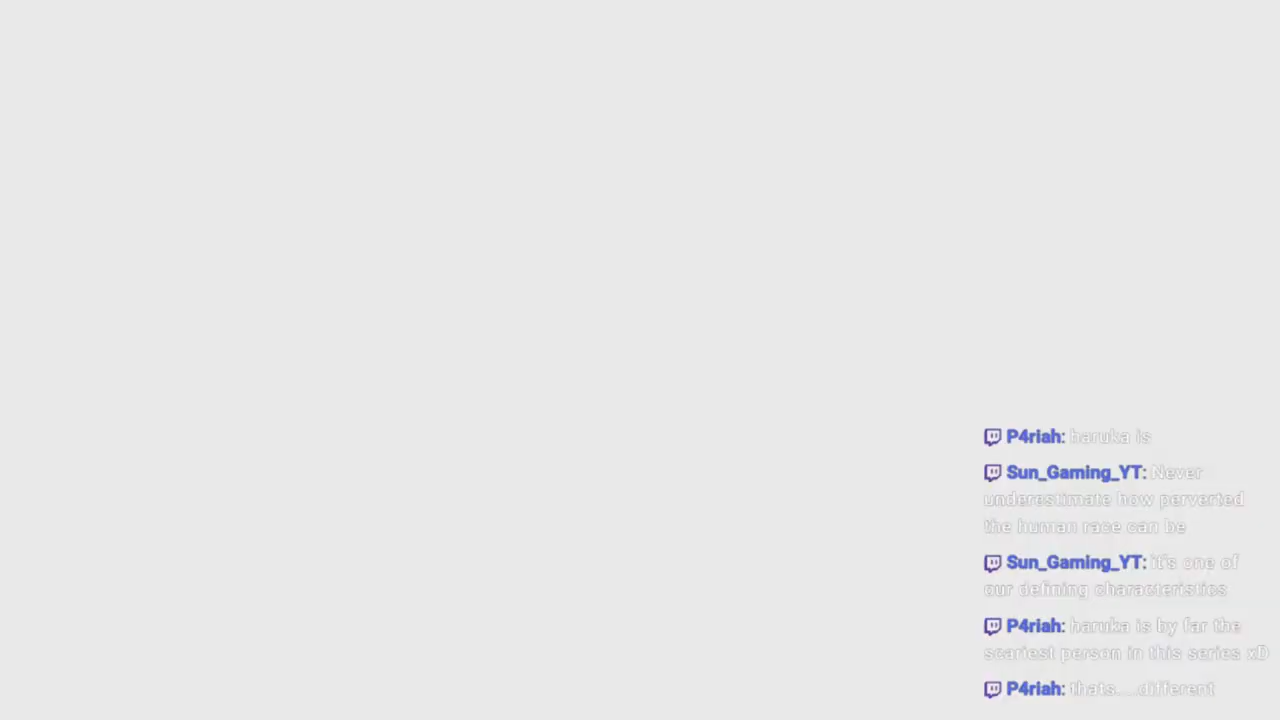 P4riah: haruka is
Sun_Gaming_YT: Never
underestimate how perverted
the human race can be
Sun_Gaming_YT: it's one of
our defining characteristics
P4riah: haruka is by far the
scariest person in this series xD
P4riah: thats....different